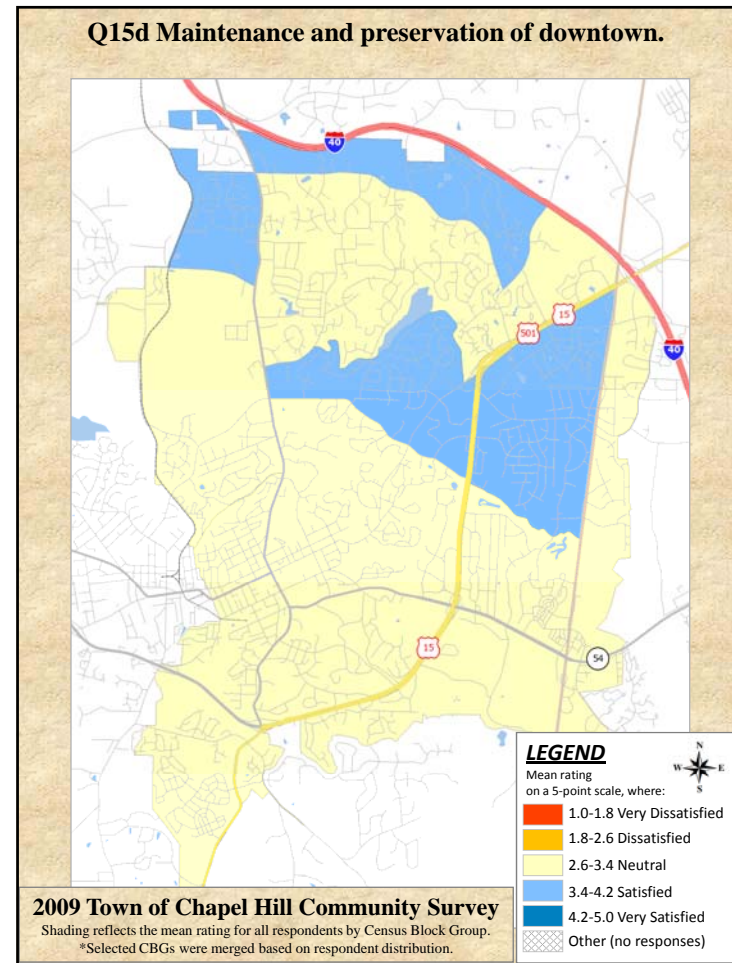 Q15d Maintenance and preservation of downtown.
40
15
501
40
15
54
LEGEND
Mean rating
on a 5-point scale, where:
N
W E
S
1.0-1.8 Very Dissatisfied
1.8-2.6 Dissatisfied
2.6-3.4 Neutral
3.4-4.2 Satisfied
4.2-5.0 Very Satisfied
Other (no responses)
2009 Town of Chapel Hill Community Survey
Shading reflects the mean rating for all respondents by Census Block Group.
*Selected CBGs were merged based on respondent distribution.